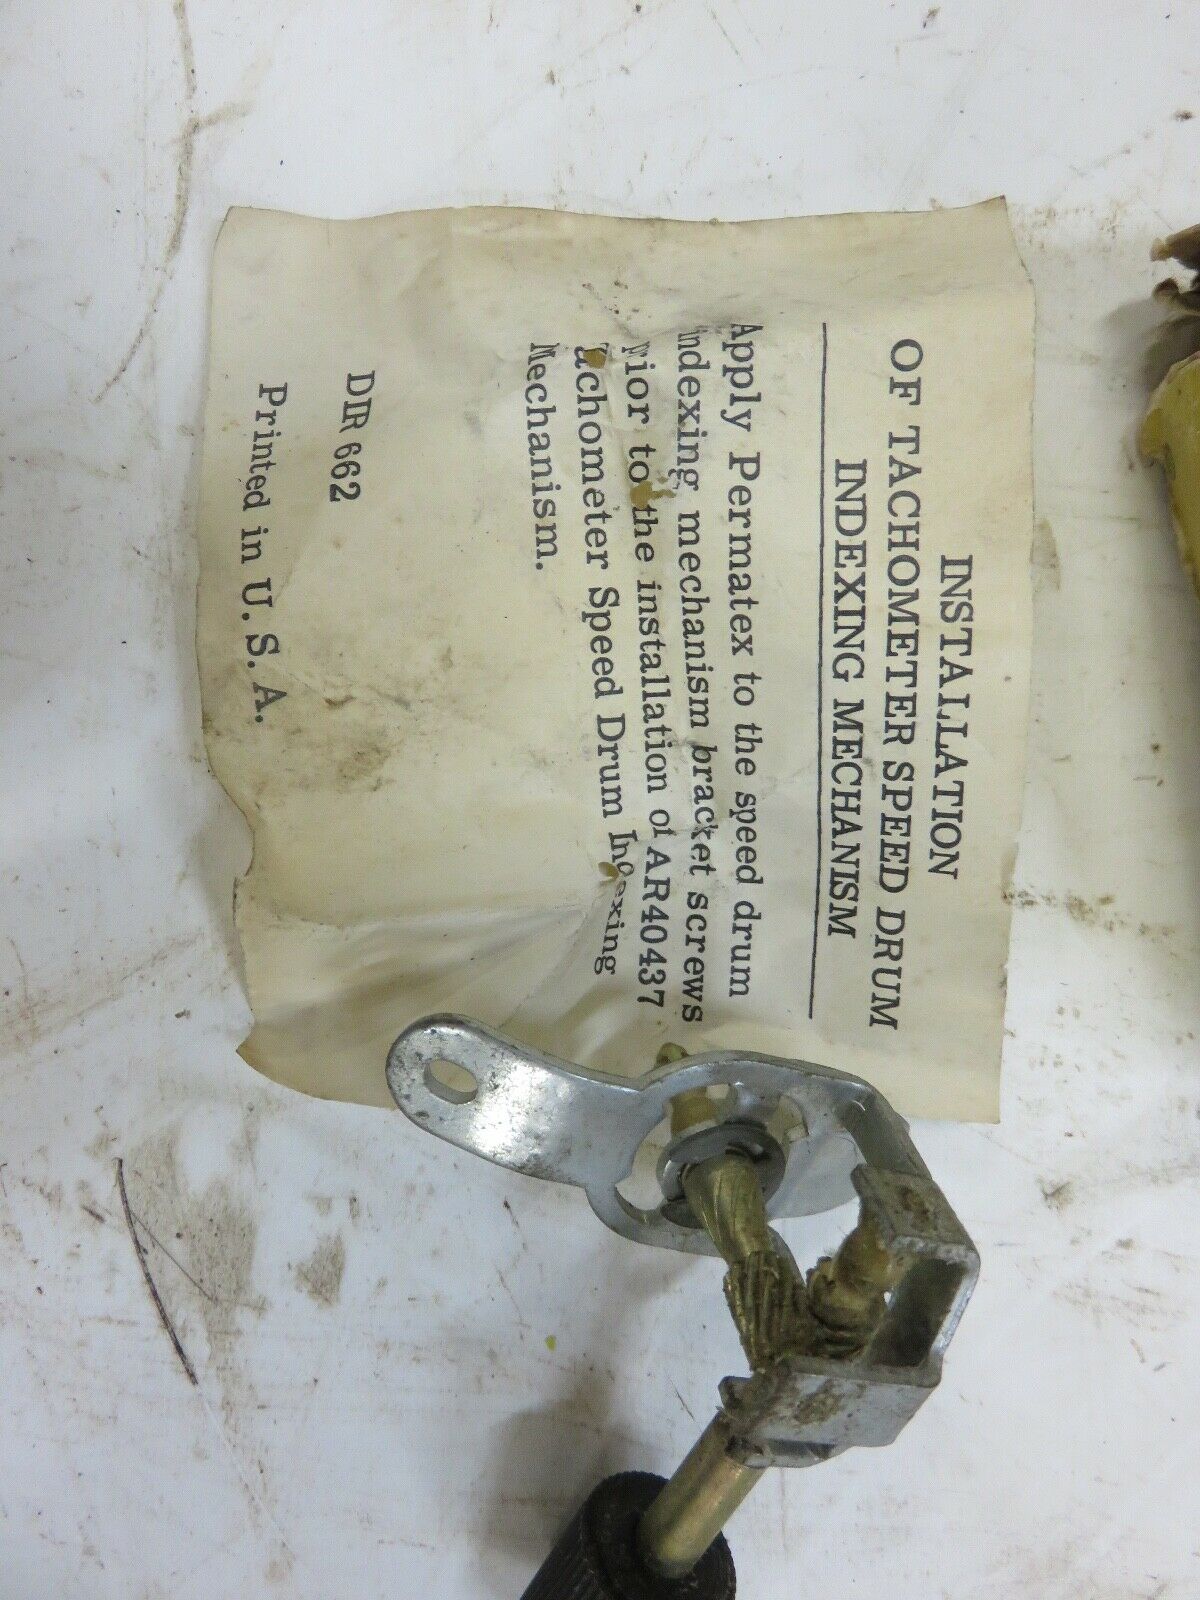 INSTALLATION
OF TACHOMETER SPEED DRUM
INDEXING MECHANISM
Apply Permatex to the speed drum
indexing mechanism bracket screws
prior to the installation of AR40437
Tachometer Speed Drum Indexing
Mechanism.
DIR 662
Printed in U. S. A.